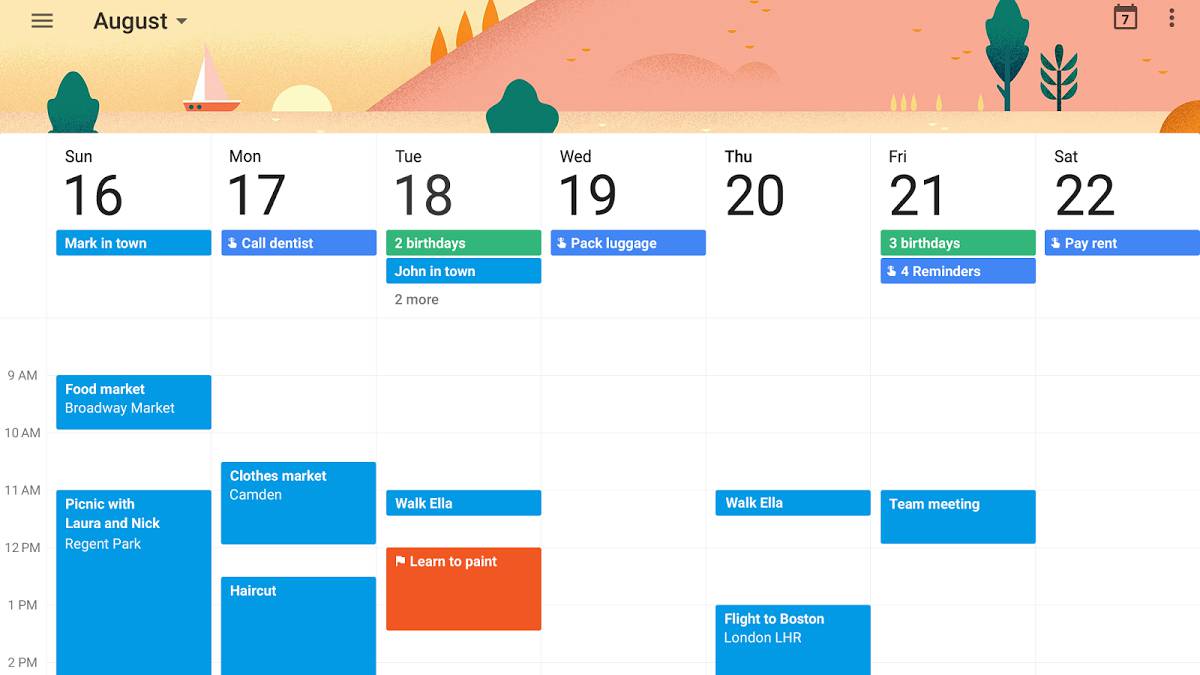 August
7
Sun
16
Mon
17
Tue
18
Wed
19
Thu
20
Fri
21
Sat
22
Mark in town
Call dentist
2 birthdays
Pack luggage
3 birthdays
Pay rent
John in town
4 Reminders
2 more
9 AM
Food market
Broadway Market
10 AM
Clothes market
Camden
11 AM
Picnic with
Laura and Nick
Regent Park
Walk Ella
Walk Ella
Team meeting
12 PM
Learn to paint
Haircut
1 PM
Flight to Boston
London LHR
2 PM